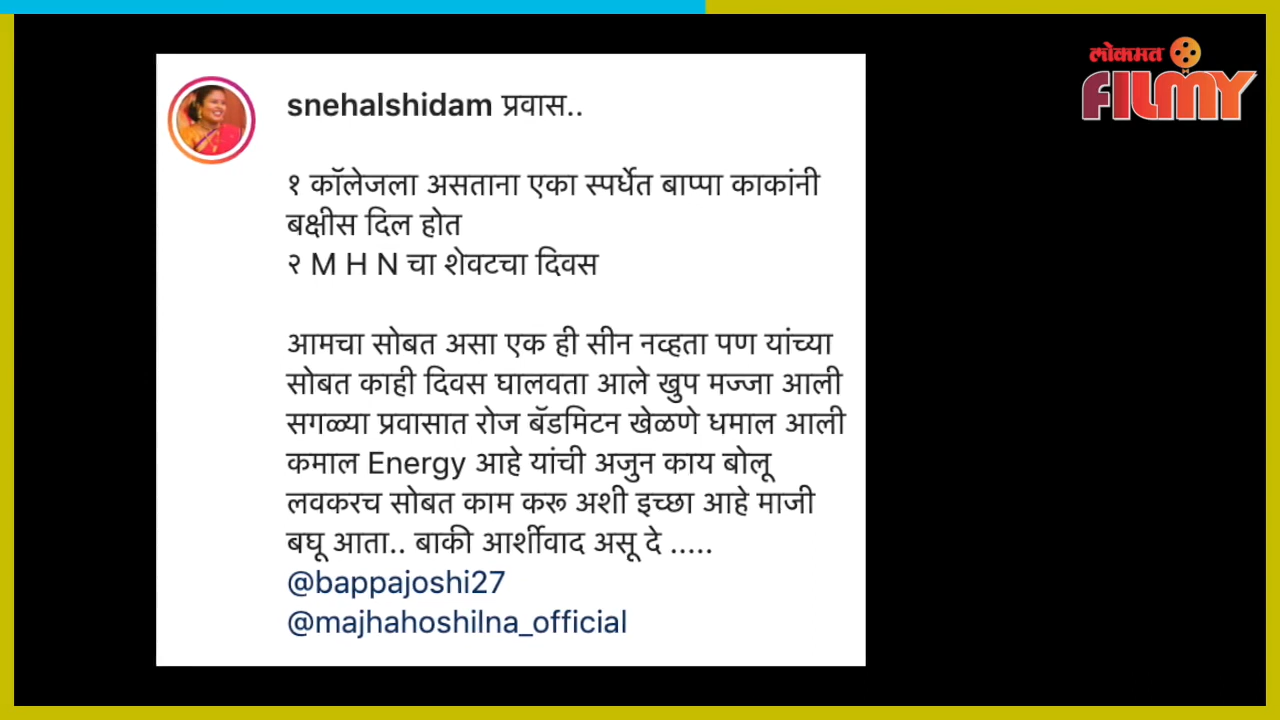 लोकमत
FILMY
snehalshidam प्रवास..
१ कॉलेजला असताना एका स्पर्धेत बाप्पा काकांनी
बक्षीस दिल होत
२ M H N चा शेवटचा दिवस
आमचा सोबत असा एक ही सीन नव्हता पण यांच्या
सोबत काही दिवस घालवता आले खुप मज्जा आली
सगळ्या प्रवासात रोज बॅडमिटन खेळणे धमाल आली
कमाल Energy आहे यांची अजुन काय बोलू
लवकरच सोबत काम करू अशी इच्छा आहे माजी
बघू आता.. बाकी आर्शीवाद असू दे .....
@bappajoshi27
@majhahoshilna_official